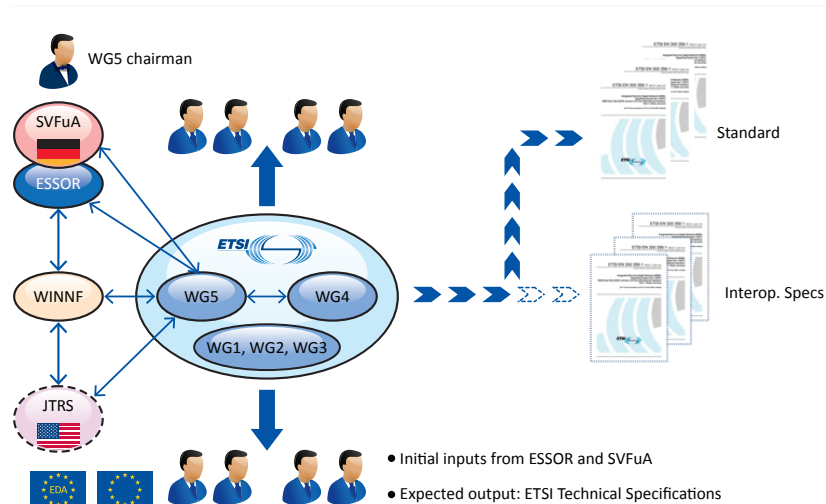 WG5 chairman
SVFuA
ESSOR
WINNF
JTRS
EDA
ETSI
WG5
WG4
WG1, WG2, WG3
Standard
Interop. Specs
● Initial inputs from ESSOR and SVFuA
● Expected output: ETSI Technical Specifications